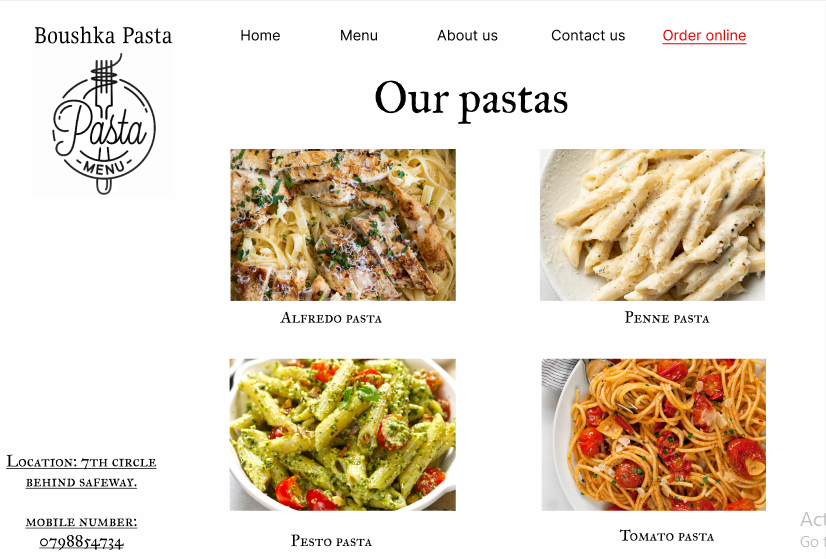 Boushka Pasta
Home
Menu
About us
Contact us
Order online
Pasta
MENU
Our pastas
Alfredo pasta
Penne pasta
Pesto pasta
Tomato pasta
Location: 7th circle
behind safeway.
mobile number:
0798854734
Act
Go t